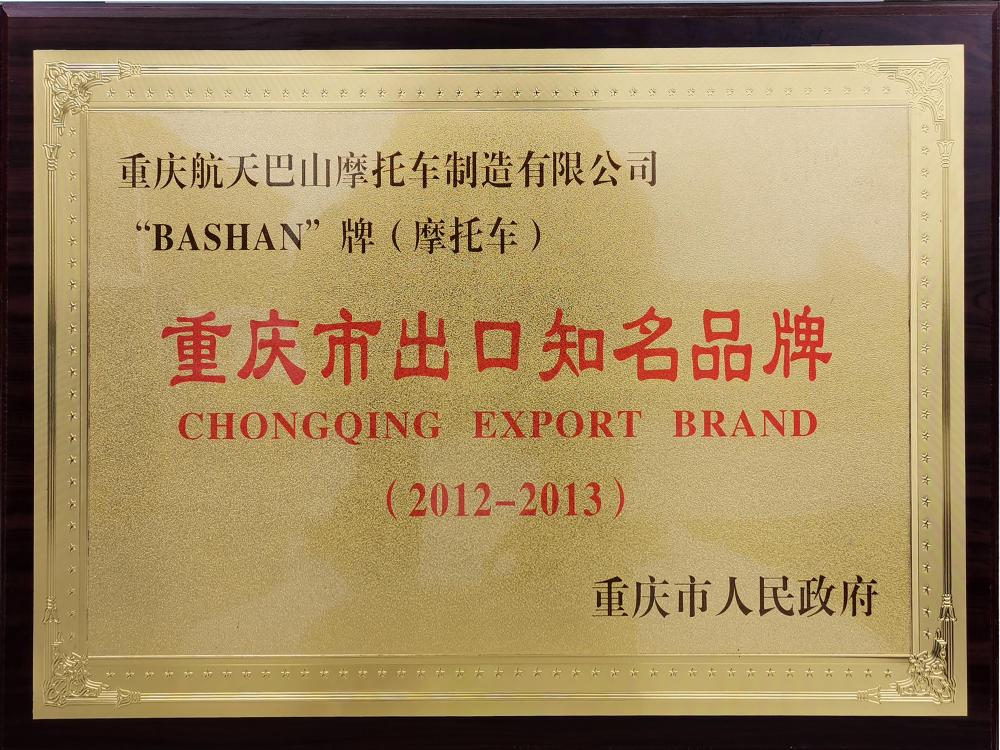 重庆航天巴山摩托车制造有限公司
“BASHAN”牌（摩托车）
重庆市出口知名品牌
CHONGQING EXPORT BRAND
（2012-2013）
重庆市人民政府